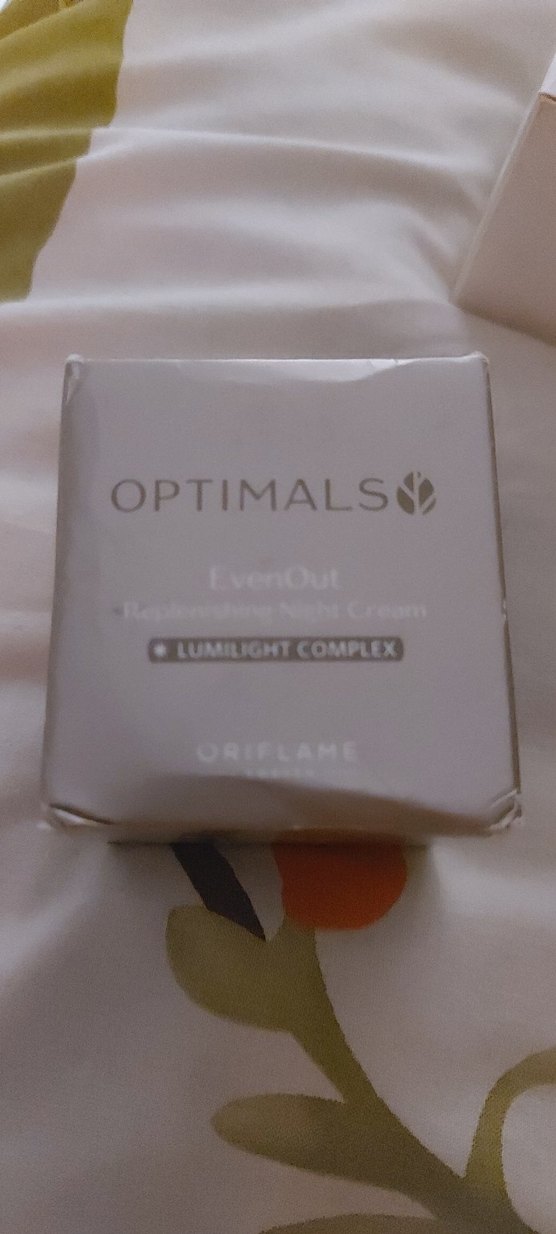 OPTIMALS
EvenOut
Replenishing Night Cream
LUMILIGHT COMPLEX
ORIFLAME